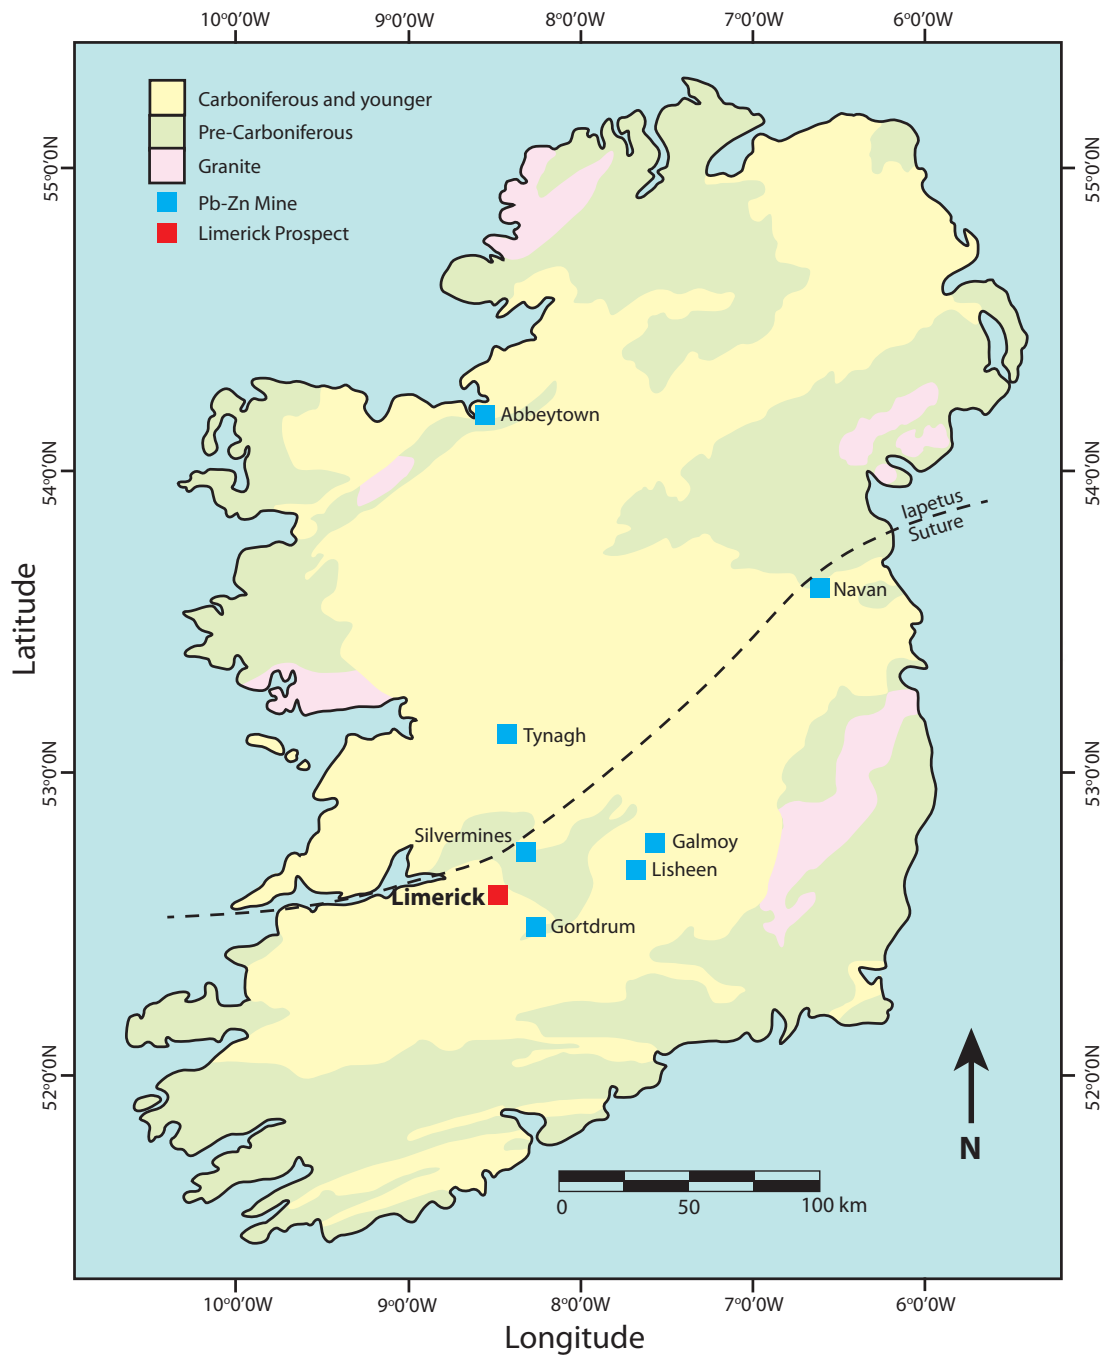 10°0'0W 9°0'0W 8°0'0W 7°0'0W 6°0'0W
Carboniferous and younger
Pre-Carboniferous
Granite
Pb-Zn Mine
Limerick Prospect
55°0'0N
55°0'0N
Abbeytown
54°0'0N
54°0'0N
Iapetus
Suture
Navan
Latitude
Tynagh
53°0'0N
53°0'0N
Silvermines
Galmoy
Lisheen
Limerick
Gortdrum
52°0'0N
52°0'0N
N
0 50 100 km
10°0'0W 9°0'0W 8°0'0W 7°0'0W 6°0'0W
Longitude